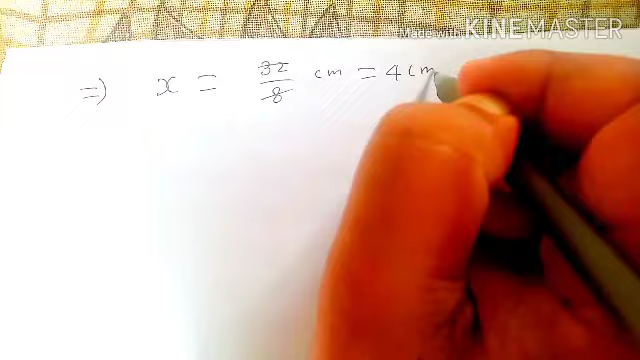 Made with KINEMASTER
⇒ x = 32/8 cm = 4 cm